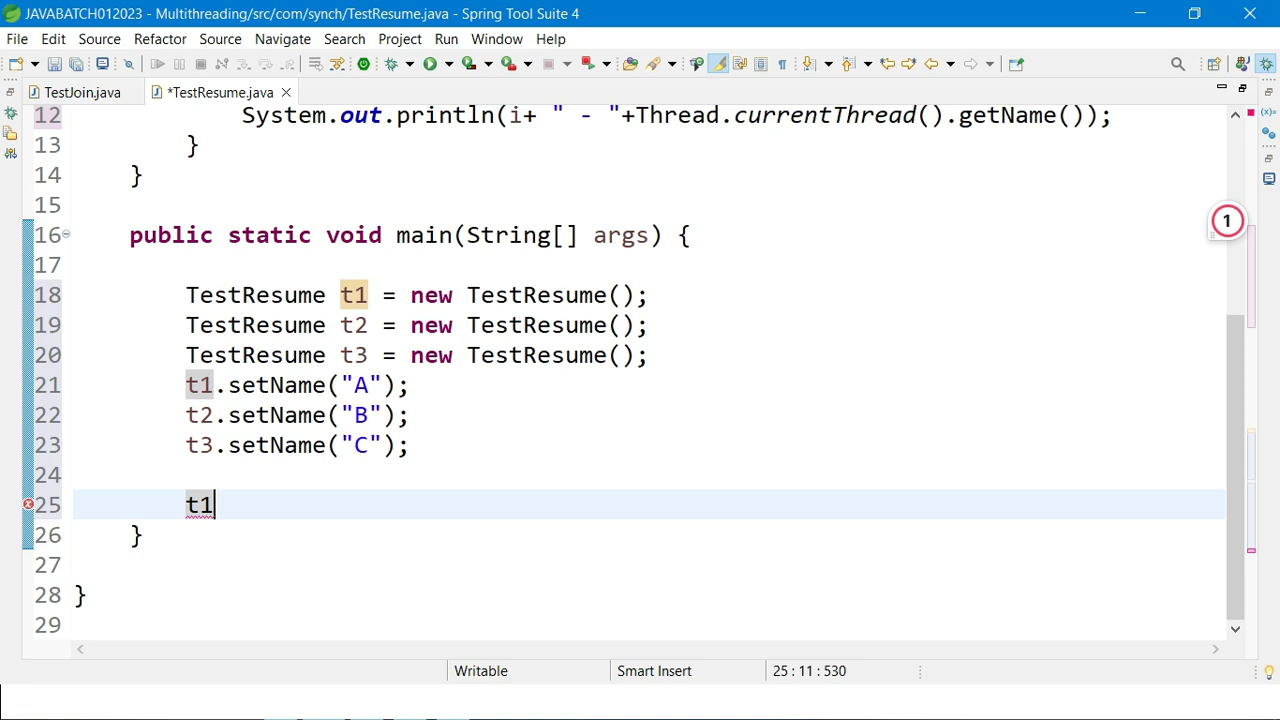 JAVABATCH012023 - Multithreading/src/com/synch/TestResume.java - Spring Tool Suite 4
File Edit Source Refactor Source Navigate Search Project Run Window Help
TestJoin.java *TestResume.java
12 System.out.println(i+ " - "+Thread.currentThread().getName());
13 }
14 }
15
16 public static void main(String[] args) {
17
18 TestResume t1 = new TestResume();
19 TestResume t2 = new TestResume();
20 TestResume t3 = new TestResume();
21 t1.setName("A");
22 t2.setName("B");
23 t3.setName("C");
24
25 t1
26 }
27
28 }
29
1
Writable Smart Insert 25 : 11 : 530